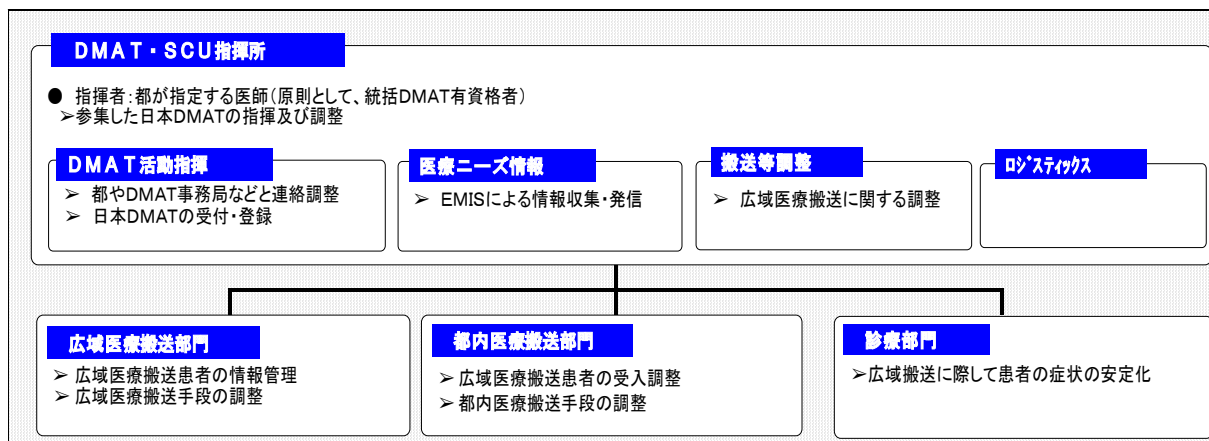 DMAT・SCU指揮所
● 指揮者:都が指定する医師(原則として、統括DMAT有資格者)
➢参集した日本DMATの指揮及び調整
DMAT活動指揮
➢ 都やDMAT事務局などと連絡調整
➢ 日本DMATの受付・登録
医療ニーズ情報
➢ EMISによる情報収集・発信
搬送等調整
➢ 広域医療搬送に関する調整
ロジスティックス
広域医療搬送部門
➢ 広域医療搬送患者の情報管理
➢ 広域医療搬送手段の調整
都内医療搬送部門
➢ 広域医療搬送患者の受入調整
➢ 都内医療搬送手段の調整
診療部門
➢広域搬送に際して患者の症状の安定化